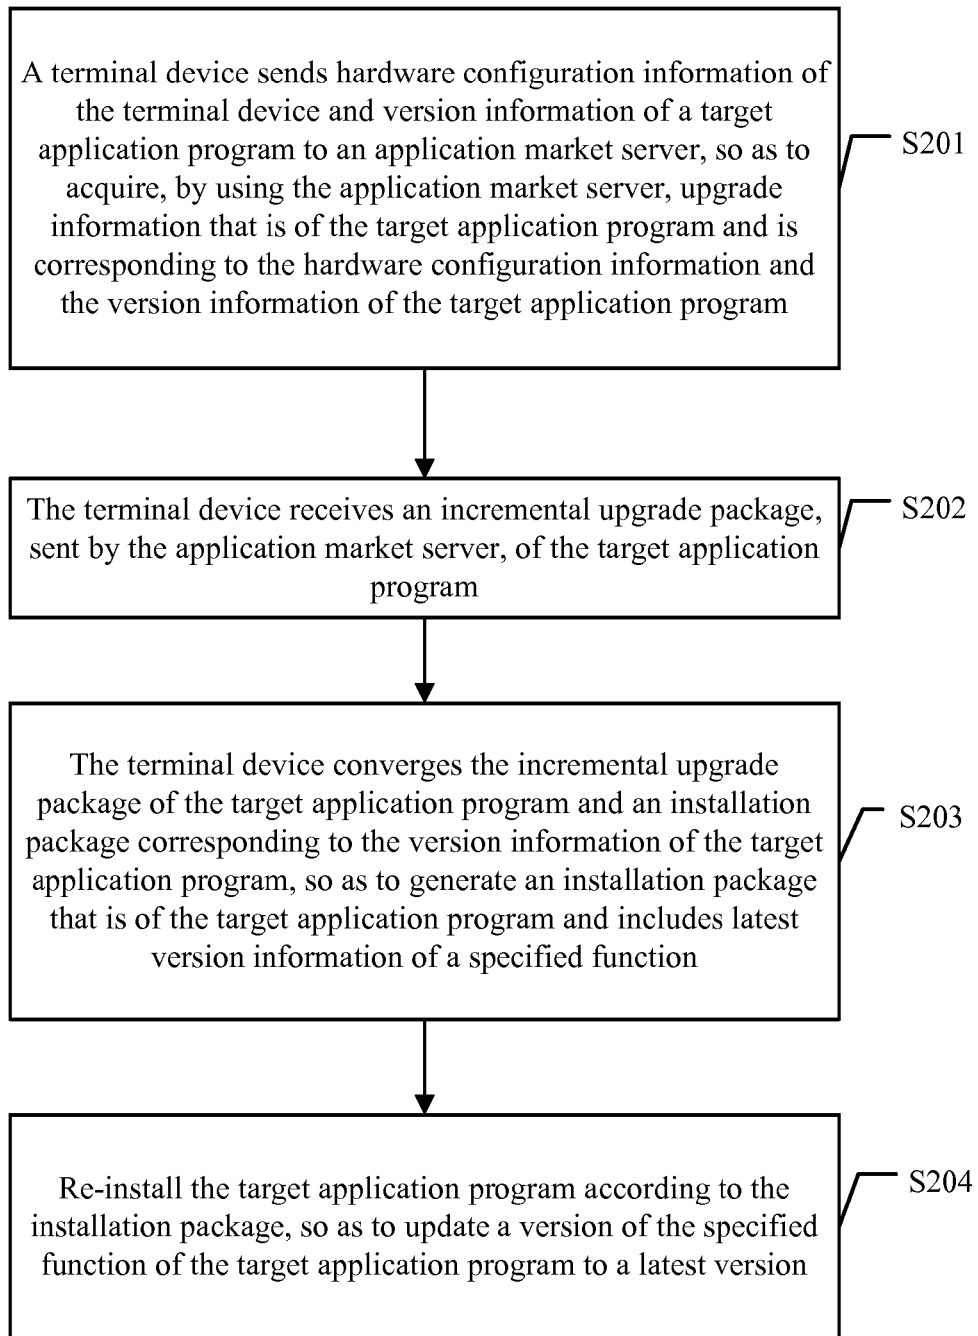 A terminal device sends hardware configuration information of
the terminal device and version information of a target
application program to an application market server, so as to
acquire, by using the application market server, upgrade
information that is of the target application program and is
corresponding to the hardware configuration information and
the version information of the target application program
S201
The terminal device receives an incremental upgrade package,
sent by the application market server, of the target application
program
S202
The terminal device converges the incremental upgrade
package of the target application program and an installation
package corresponding to the version information of the target
application program, so as to generate an installation package
that is of the target application program and includes latest
version information of a specified function
S203
Re-install the target application program according to the
installation package, so as to update a version of the specified
function of the target application program to a latest version
S204